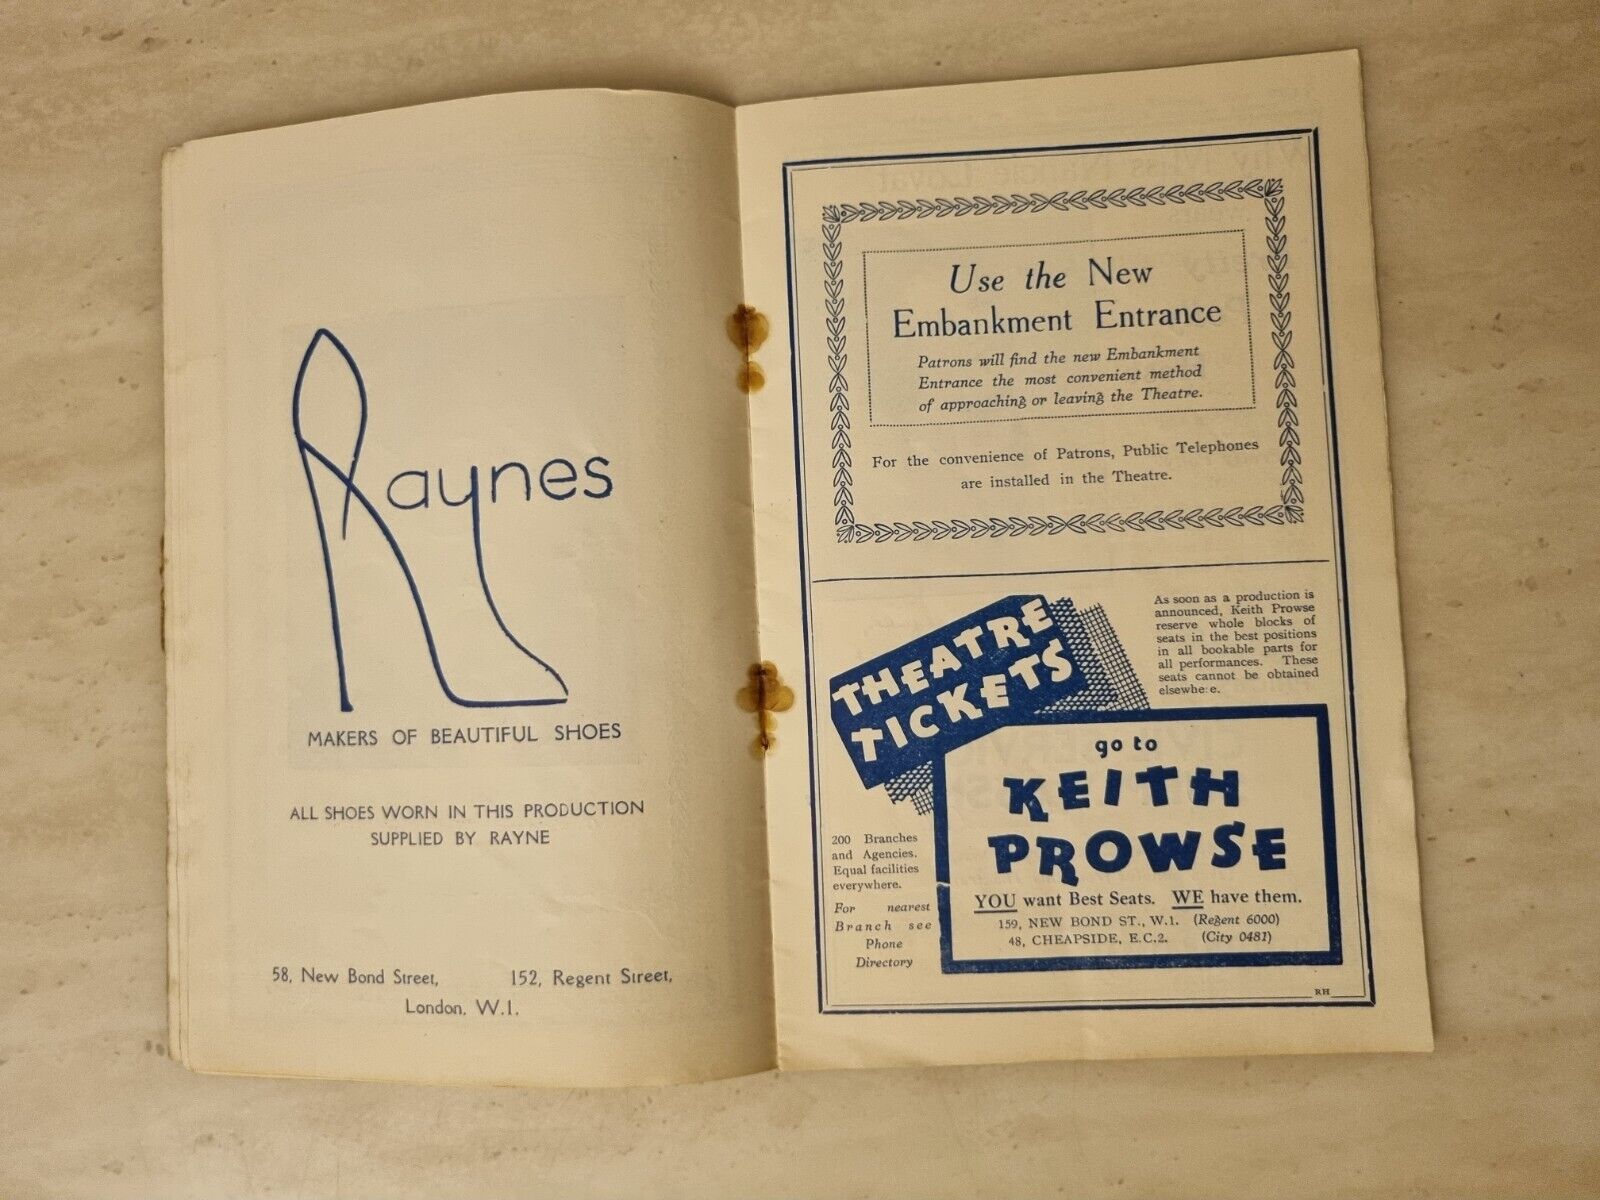 Raynes
MAKERS OF BEAUTIFUL SHOES
ALL SHOES WORN IN THIS PRODUCTION
SUPPLIED BY RAYNE
58, New Bond Street, 152, Regent Street,
London, W.1.
Use the New
Embankment Entrance
Patrons will find the new Embankment
Entrance the most convenient method
of approaching or leaving the Theatre.
For the convenience of Patrons, Public Telephones
are installed in the Theatre.
THEATRE
TICKETS
As soon as a production is
announced, Keith Prowse
reserve whole blocks of
seats in the best positions
in all bookable parts for
all performances. These
seats cannot be obtained
elsewhere.
go to
KEITH
PROWSE
YOU want Best Seats. WE have them.
159, NEW BOND ST., W.1. (Regent 6000)
48, CHEAPSIDE, E.C.2. (City 0481)
200 Branches
and Agencies.
Equal facilities
everywhere.
For nearest
Branch see
Phone
Directory
RH